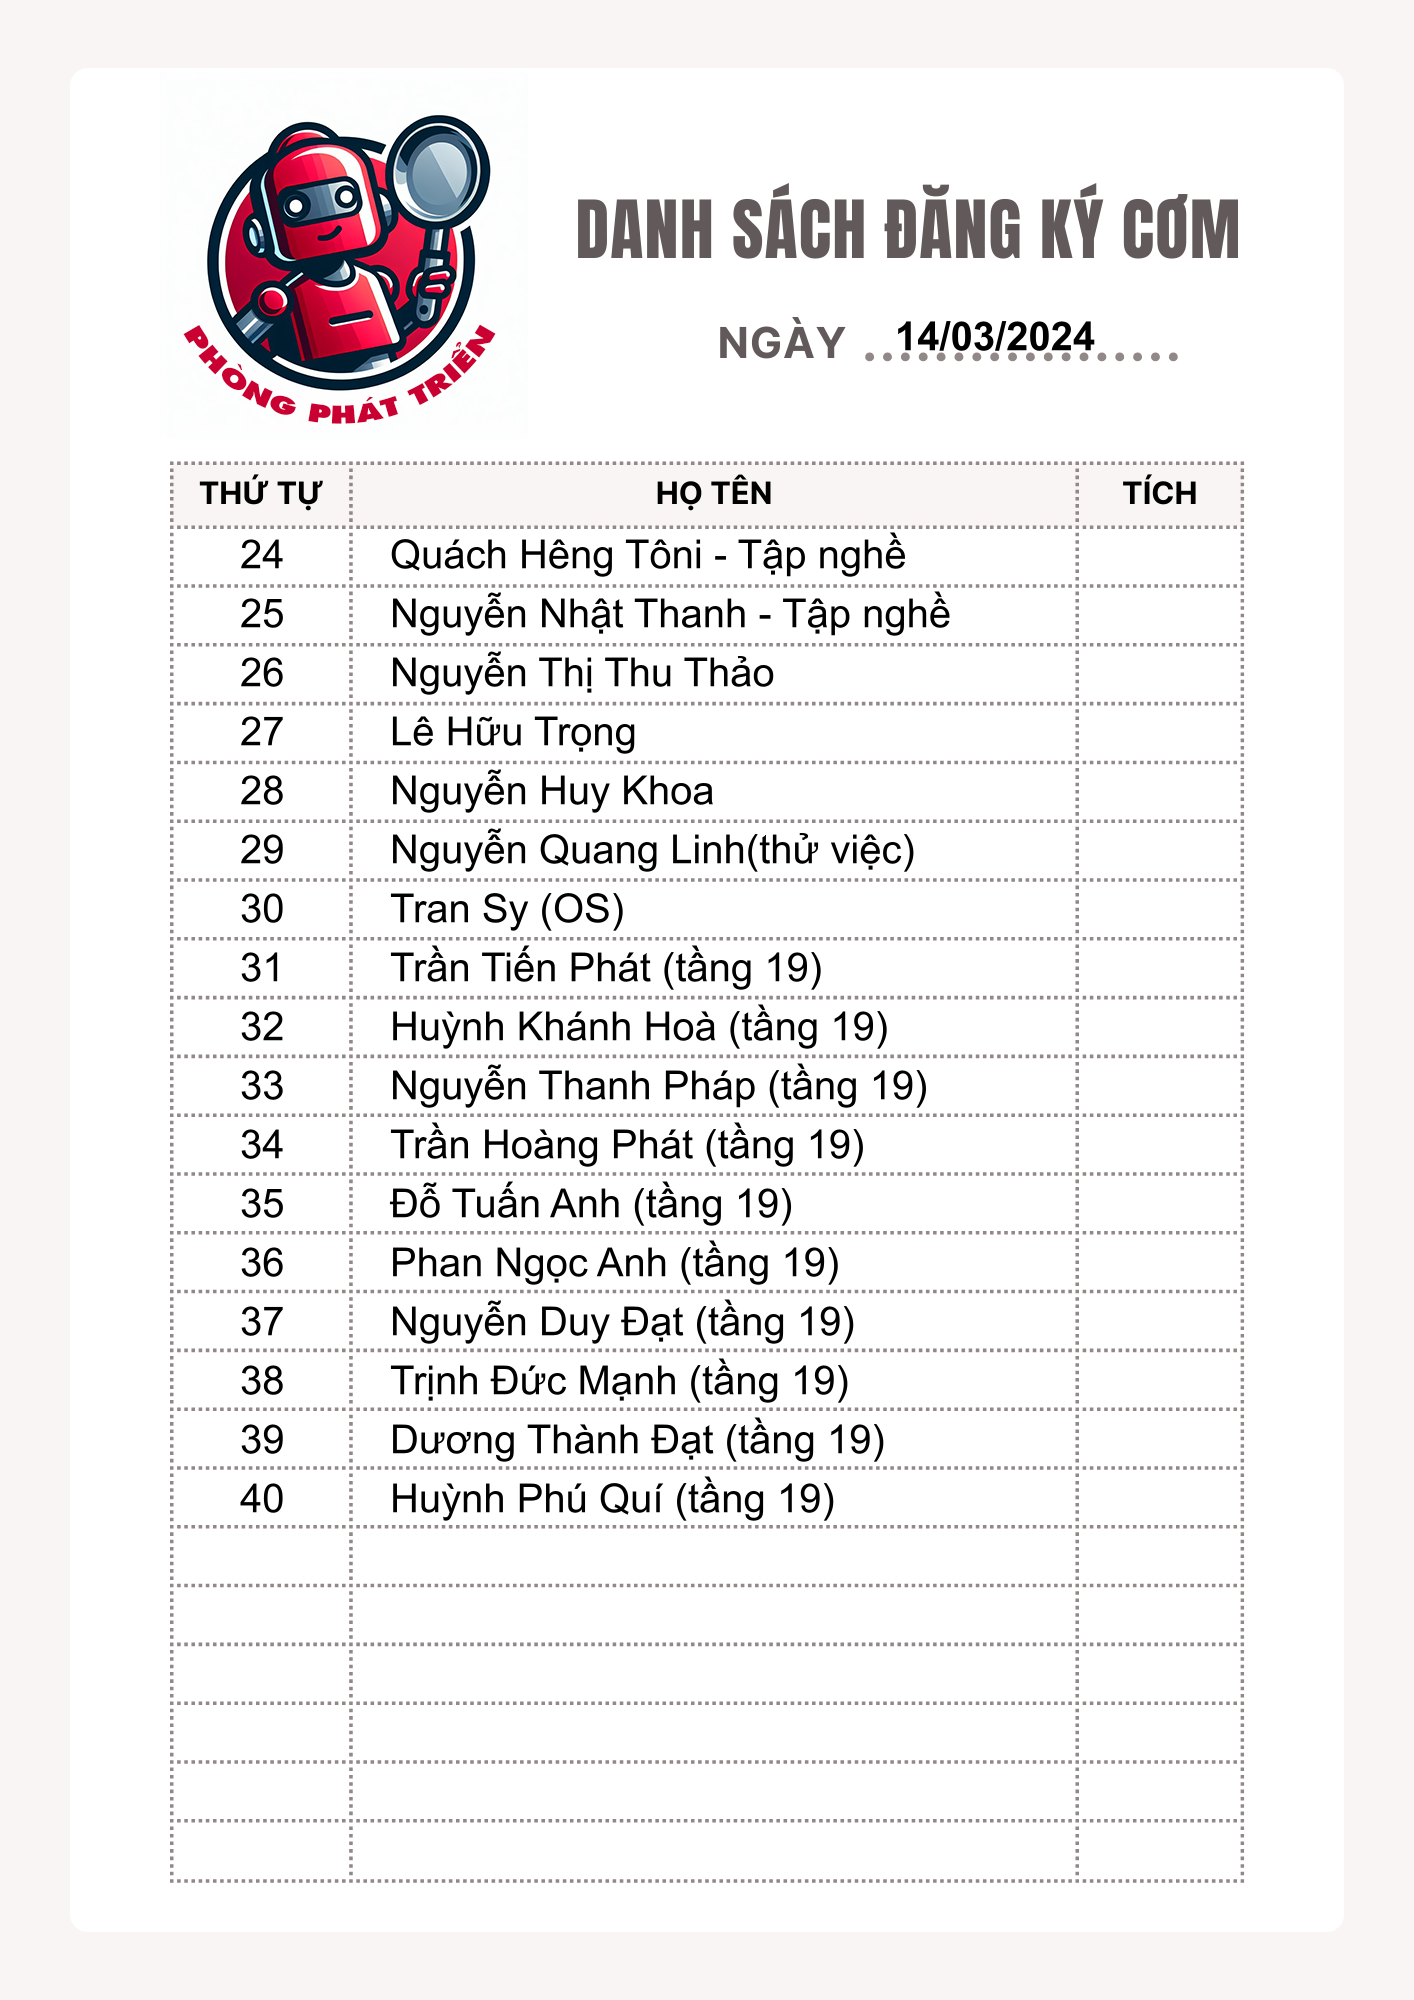 DANH SÁCH ĐĂNG KÝ CƠM
NGÀY 14/03/2024
PHÒNG PHÁT TRIỂN
THỨ TỰ HỌ TÊN TÍCH
24 Quách Hêng Tôni - Tập nghề
25 Nguyễn Nhật Thanh - Tập nghề
26 Nguyễn Thị Thu Thảo
27 Lê Hữu Trọng
28 Nguyễn Huy Khoa
29 Nguyễn Quang Linh(thử việc)
30 Tran Sy (OS)
31 Trần Tiến Phát (tầng 19)
32 Huỳnh Khánh Hoà (tầng 19)
33 Nguyễn Thanh Pháp (tầng 19)
34 Trần Hoàng Phát (tầng 19)
35 Đỗ Tuấn Anh (tầng 19)
36 Phan Ngọc Anh (tầng 19)
37 Nguyễn Duy Đạt (tầng 19)
38 Trịnh Đức Mạnh (tầng 19)
39 Dương Thành Đạt (tầng 19)
40 Huỳnh Phú Quí (tầng 19)